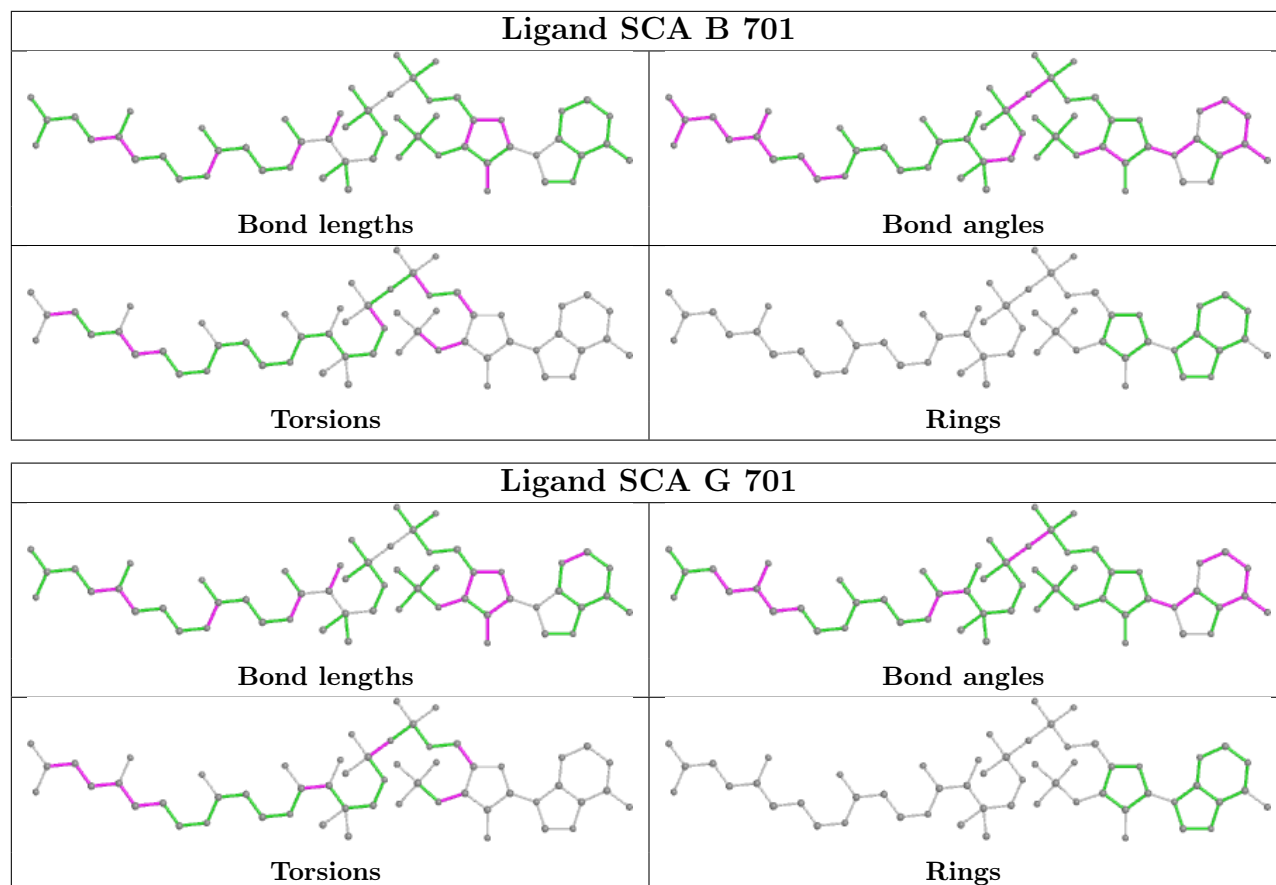 Ligand SCA B 701
Bond lengths
Bond angles
Torsions
Rings
Ligand SCA G 701
Bond lengths
Bond angles
Torsions
Rings